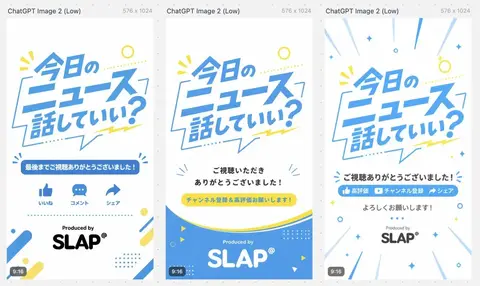 ChatGPT Image 2 (Low)
576 x 1024
今日の
ニュース
話していい?
最後までご視聴ありがとうございました!
いいね
コメント
シェア
Produced by
SLAP
9:16
ChatGPT Image 2 (Low)
576 x 1024
今日の
ニュース
話していい?
ご視聴いただき
ありがとうございました!
チャンネル登録&高評価お願いします!
Produced by
SLAP
9:16
ChatGPT Image 2 (Low)
576 x 1024
今日の
ニュース
話していい?
ご視聴ありがとうございました!
高評価 チャンネル登録 シェア
よろしくお願いします!
Produced by
SLAP
9:16